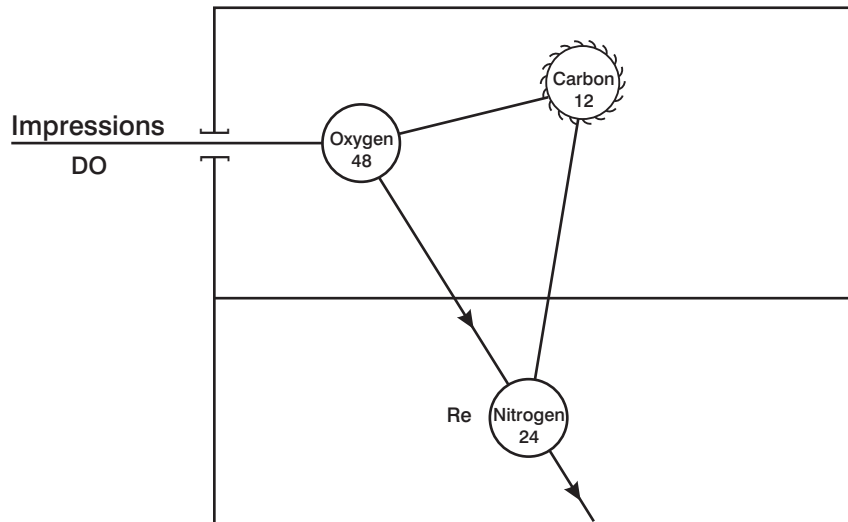 Impressions
DO
Oxygen
48
Carbon
12
Re
Nitrogen
24